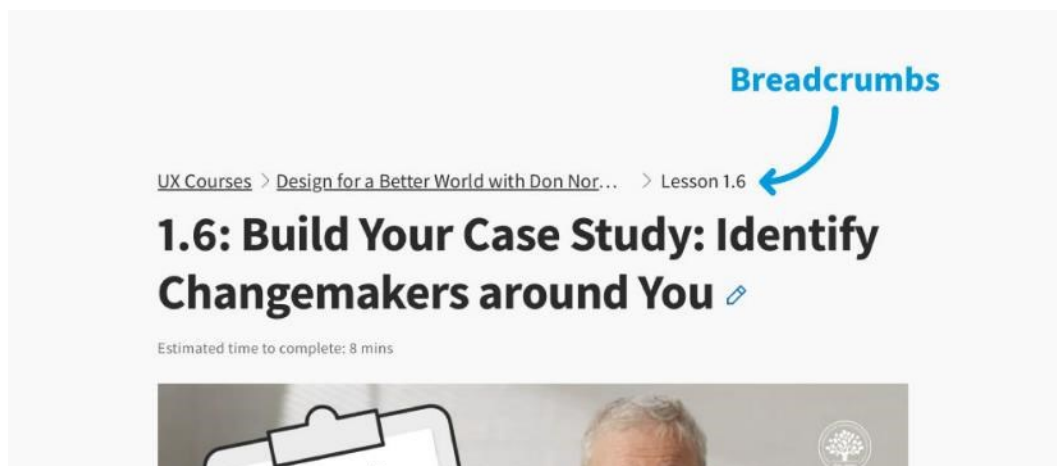 Breadcrumbs
UX Courses > Design for a Better World with Don Nor... > Lesson 1.6
1.6: Build Your Case Study: Identify
Changemakers around You
Estimated time to complete: 8 mins